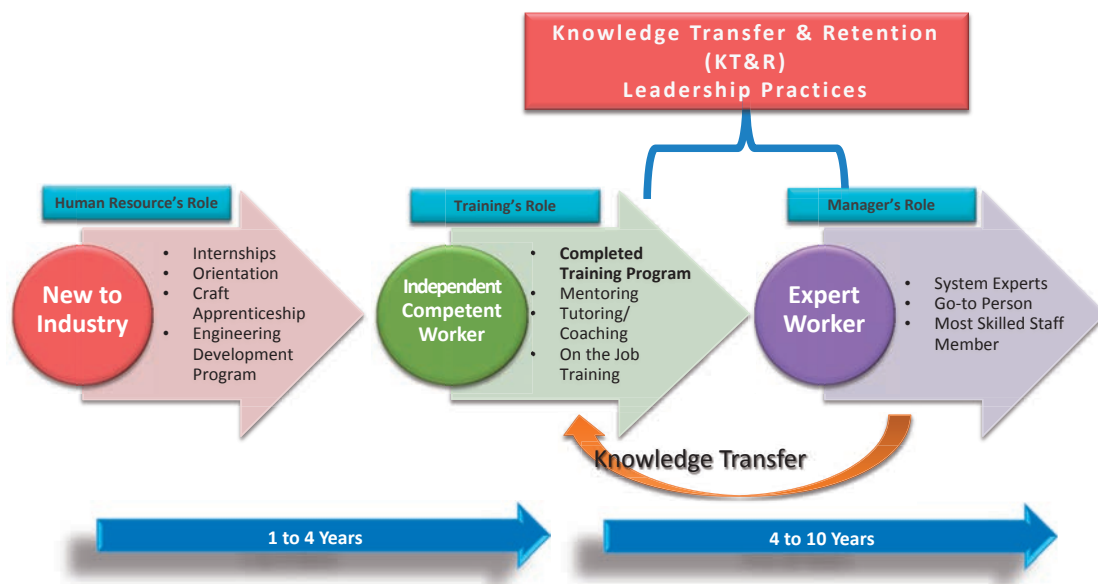 Knowledge Transfer & Retention
(KT&R)
Leadership Practices
Human Resource's Role
New to
Industry
• Internships
• Orientation
• Craft
Apprenticeship
• Engineering
Development
Program
Training's Role
Independent
Competent
Worker
• Completed
Training Program
• Mentoring
• Tutoring/
Coaching
• On the Job
Training
Manager's Role
Expert
Worker
• System Experts
• Go-to Person
• Most Skilled Staff
Member
Knowledge Transfer
1 to 4 Years
4 to 10 Years